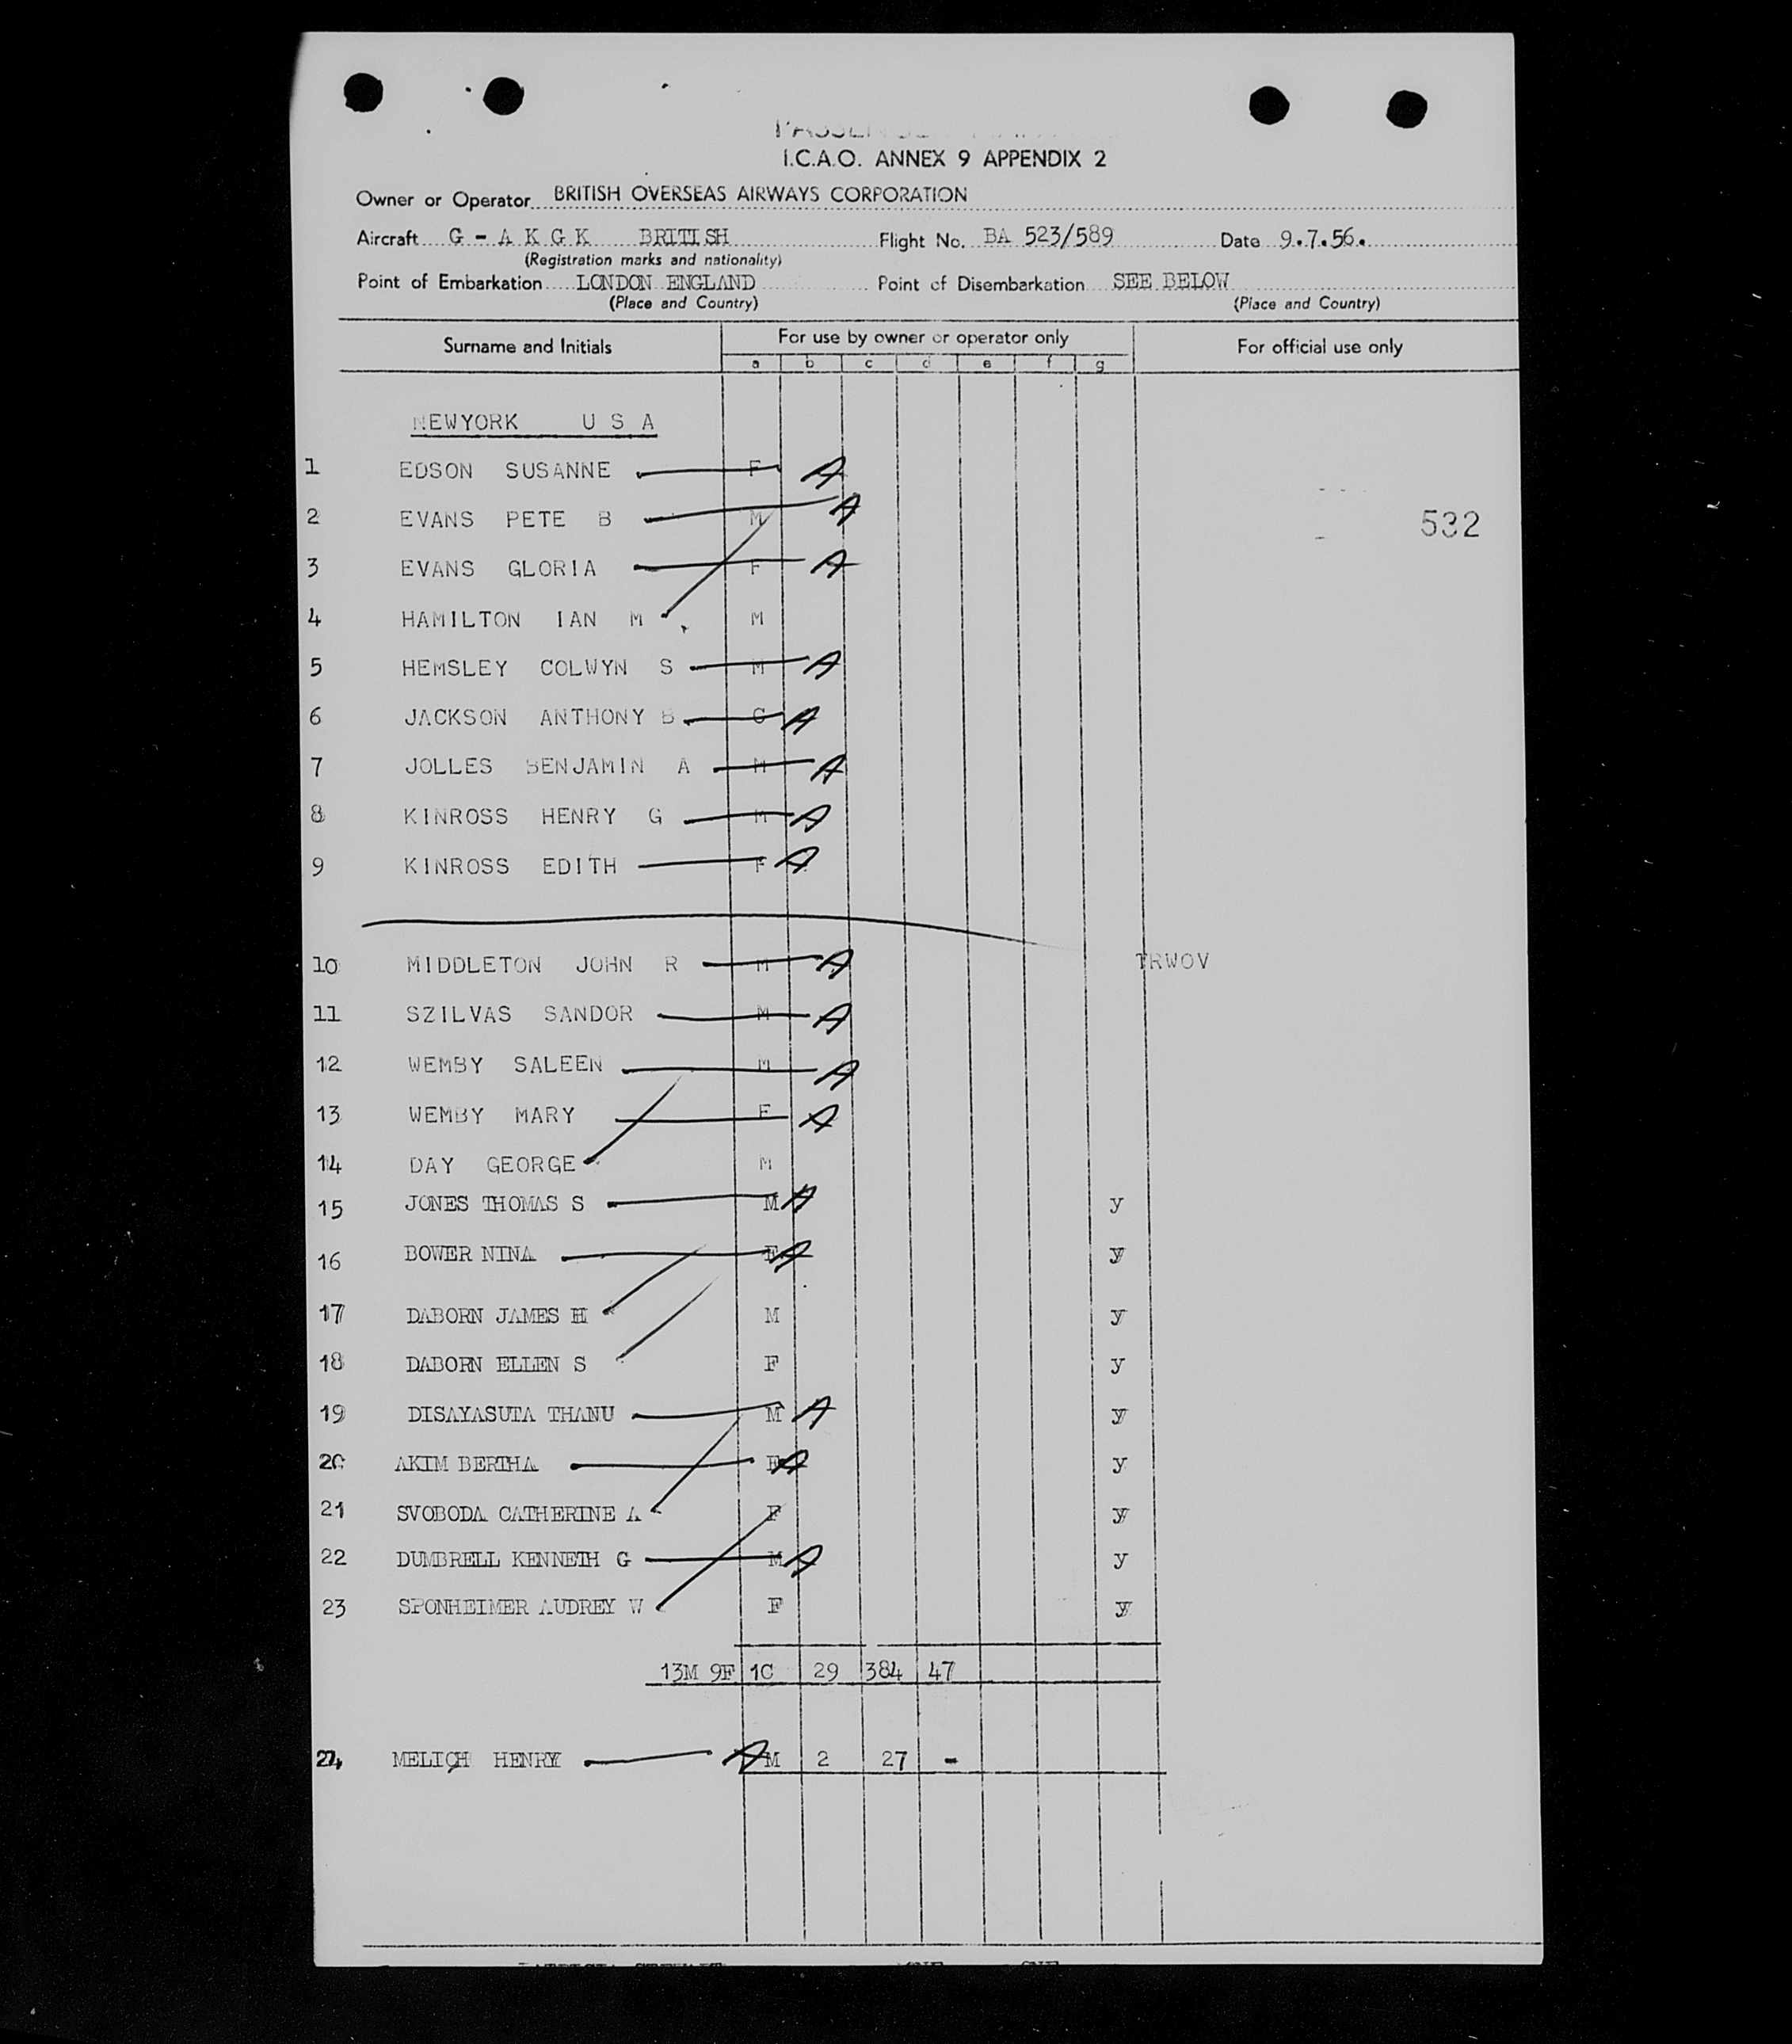 I.C.A.O. ANNEX 9 APPENDIX 2
Owner or Operator BRITISH OVERSEAS AIRWAYS CORPORATION
Aircraft G - A K G K BRITISH Flight No. BA 523/589 Date 9.7.56.
(Registration marks and nationality)
Point of Embarkation LONDON ENGLAND Point of Disembarkation SEE BELOW
(Place and Country) (Place and Country)
Surname and Initials For use by owner or operator only For official use only
a b c d e f g
NEWYORK U S A
1 EDSON SUSANNE F A
2 EVANS PETE B M A 532
3 EVANS GLORIA F A
4 HAMILTON IAN M M
5 HEMSLEY COLWYN S M A
6 JACKSON ANTHONY B C A
7 JOLLES BENJAMIN A M A
8 KINROSS HENRY G M A
9 KINROSS EDITH F A
10 MIDDLETON JOHN R M A TRWOV
11 SZILVAS SANDOR M A
12 WEMBY SALEEN M A
13 WEMBY MARY F A
14 DAY GEORGE M
15 JONES THOMAS S M A y
16 BOWER NINA F A y
17 DABORN JAMES H M y
18 DABORN ELLEN S F y
19 DISAYASUTA THANU M A y
20 AKIM BERTHA F A y
21 SVOBODA CATHERINE A F y
22 DUMBRELL KENNETH G M A y
23 SPONHEIMER AUDREY W F y
13M 9F 1C 29 384 47
24 MELICH HENRY A M 2 27 -